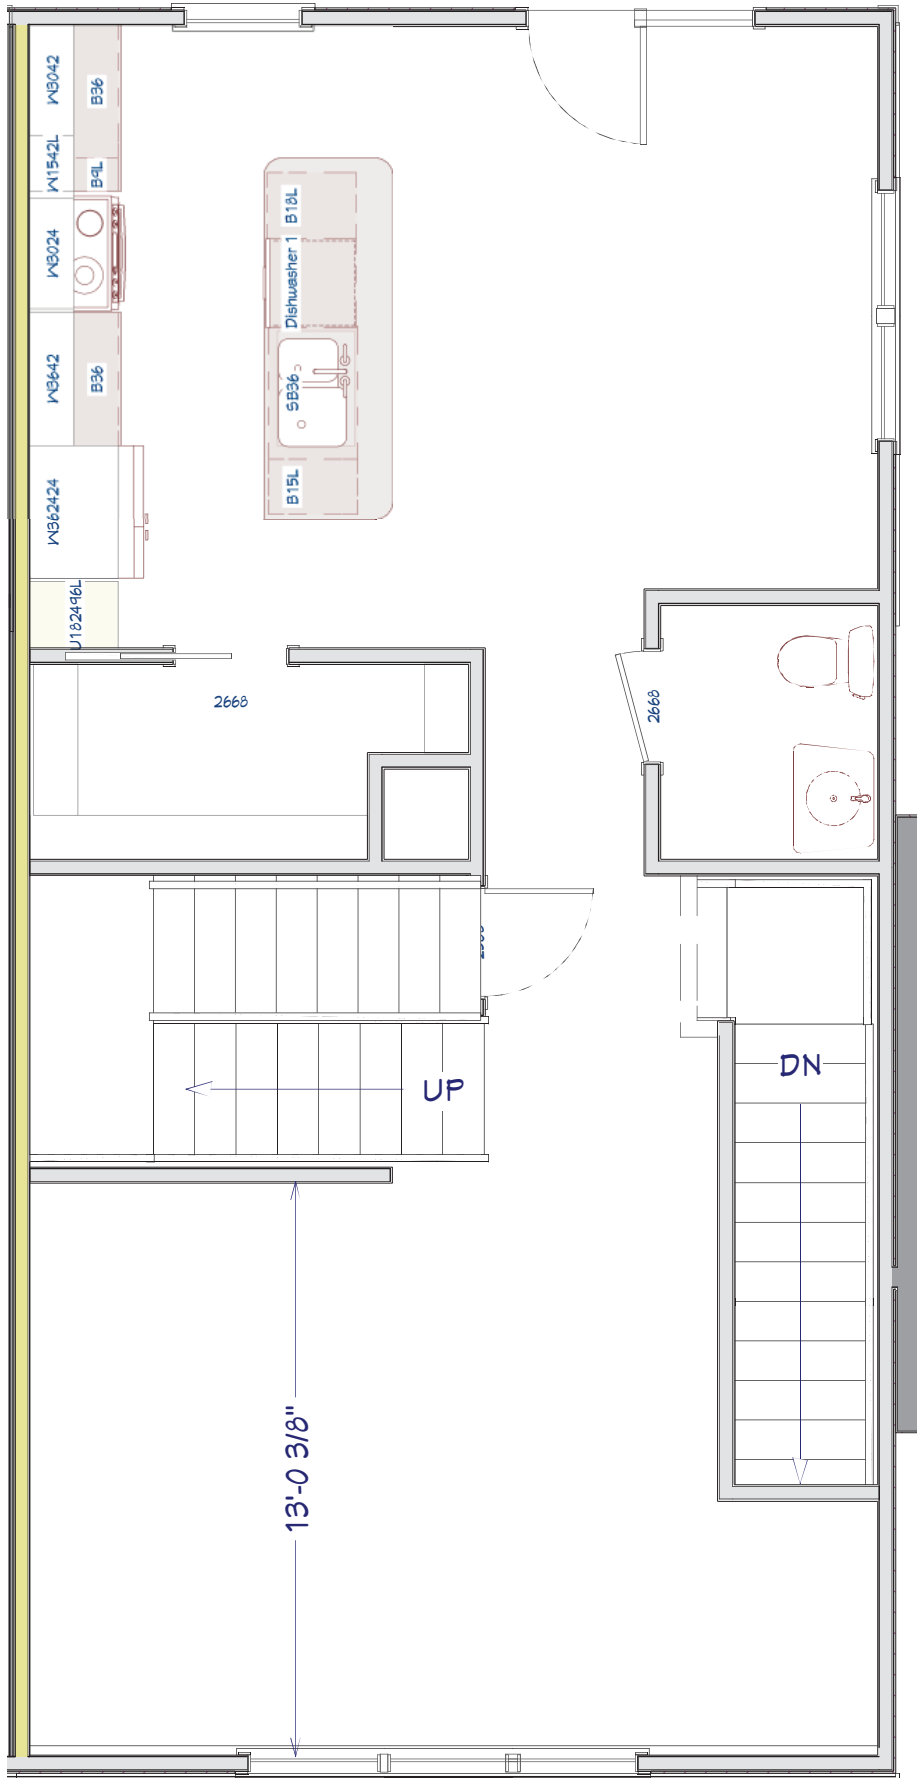 W3042
B36
W1542L
B9L
W3024
W3642
B36
W362424
U182496L
B18L
Dishwasher 1
SB36
B15L
2668
2668
UP
DN
13'-0 3/8"